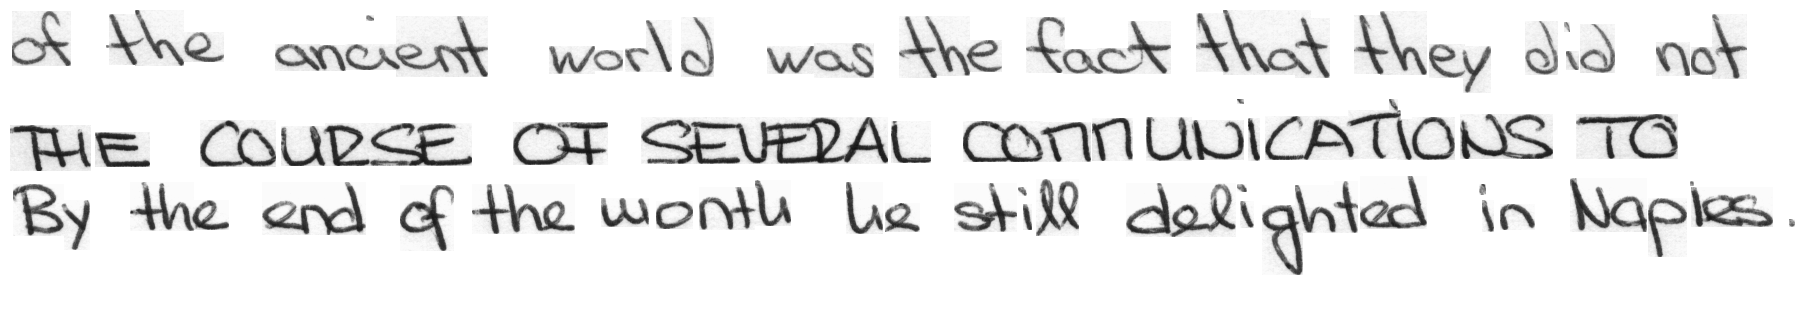 of the ancient world was the fact that they did not
THE COURSE OF SEVERAL COMMUNICATIONS TO
By the end of the month he still delighted in Naples.